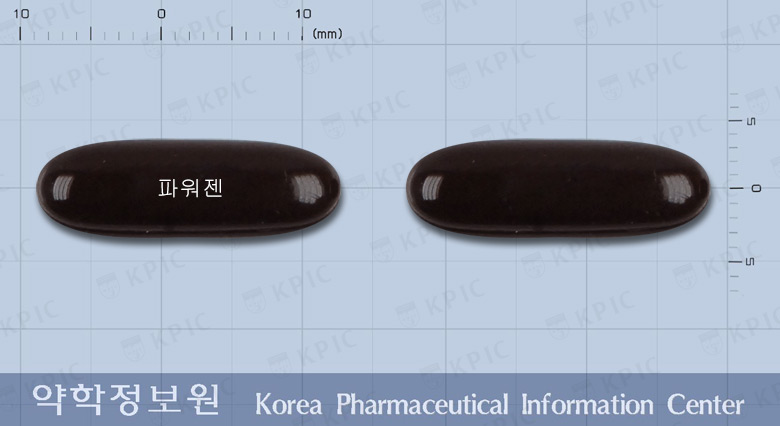 10 0 10
(mm)
KPIC
5
파워젠
0
5
약학정보원 Korea Pharmaceutical Information Center